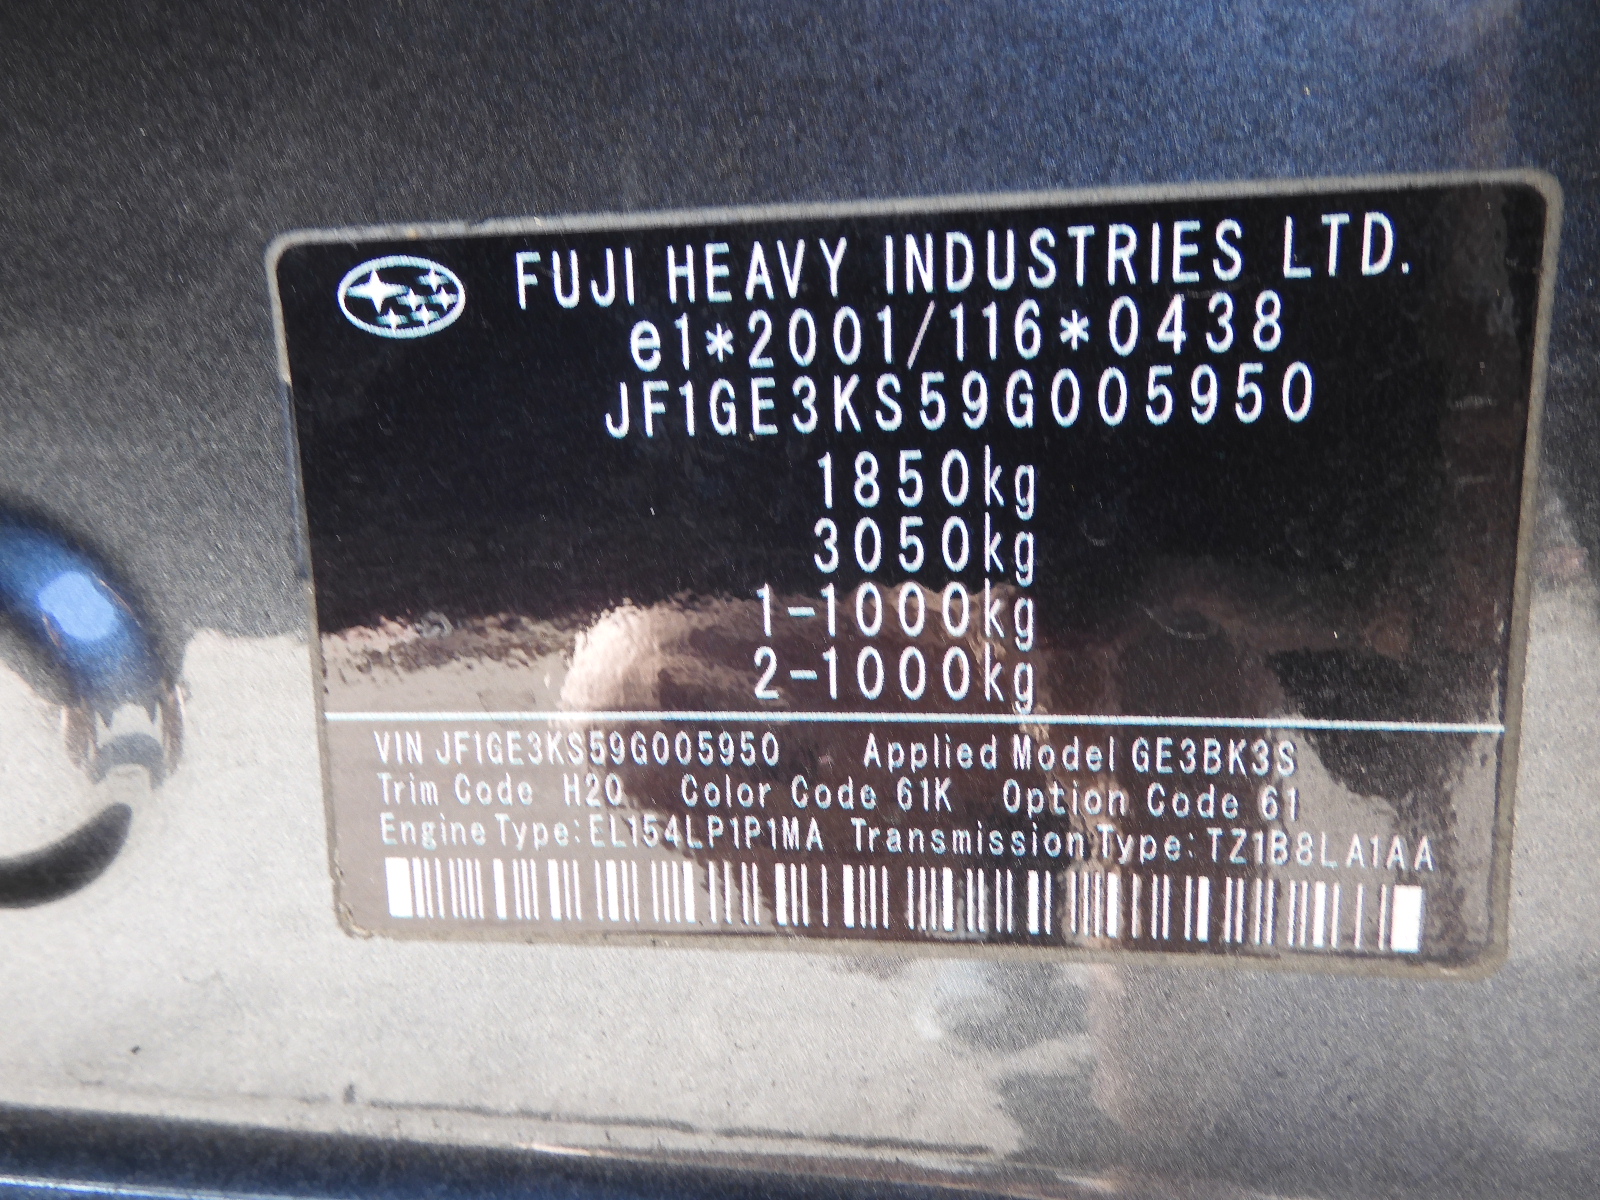 FUJI HEAVY INDUSTRIES LTD.
e1*2001/116*0438
JF1GE3KS59G005950
1850kg
3050kg
1-1000kg
2-1000kg
VIN JF1GE3KS59G005950 Applied Model GE3BK3S
Trim Code H20 Color Code 61K Option Code 61
Engine Type:EL154LP1P1MA Transmission Type:TZ1B8LA1AA